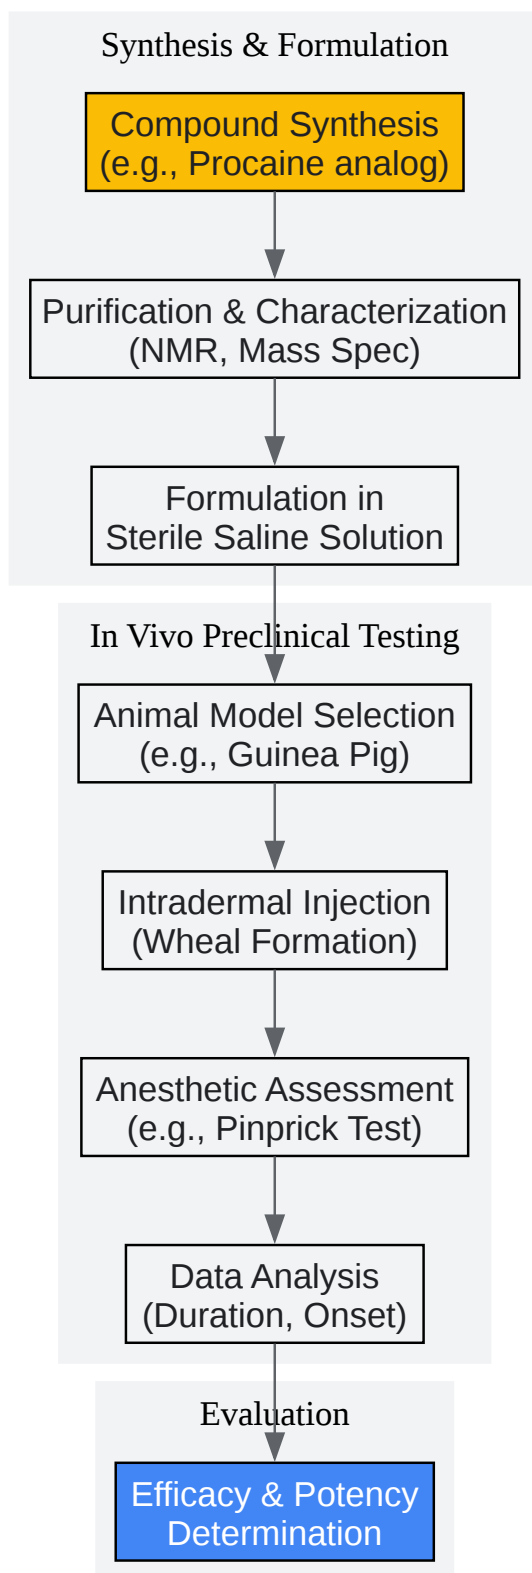 Synthesis & Formulation
Compound Synthesis
(e.g., Procaine analog)
Purification & Characterization
(NMR, Mass Spec)
Formulation in
Sterile Saline Solution
In Vivo Preclinical Testing
Animal Model Selection
(e.g., Guinea Pig)
Intradermal Injection
(Wheal Formation)
Anesthetic Assessment
(e.g., Pinprick Test)
Data Analysis
(Duration, Onset)
Evaluation
Efficacy & Potency
Determination